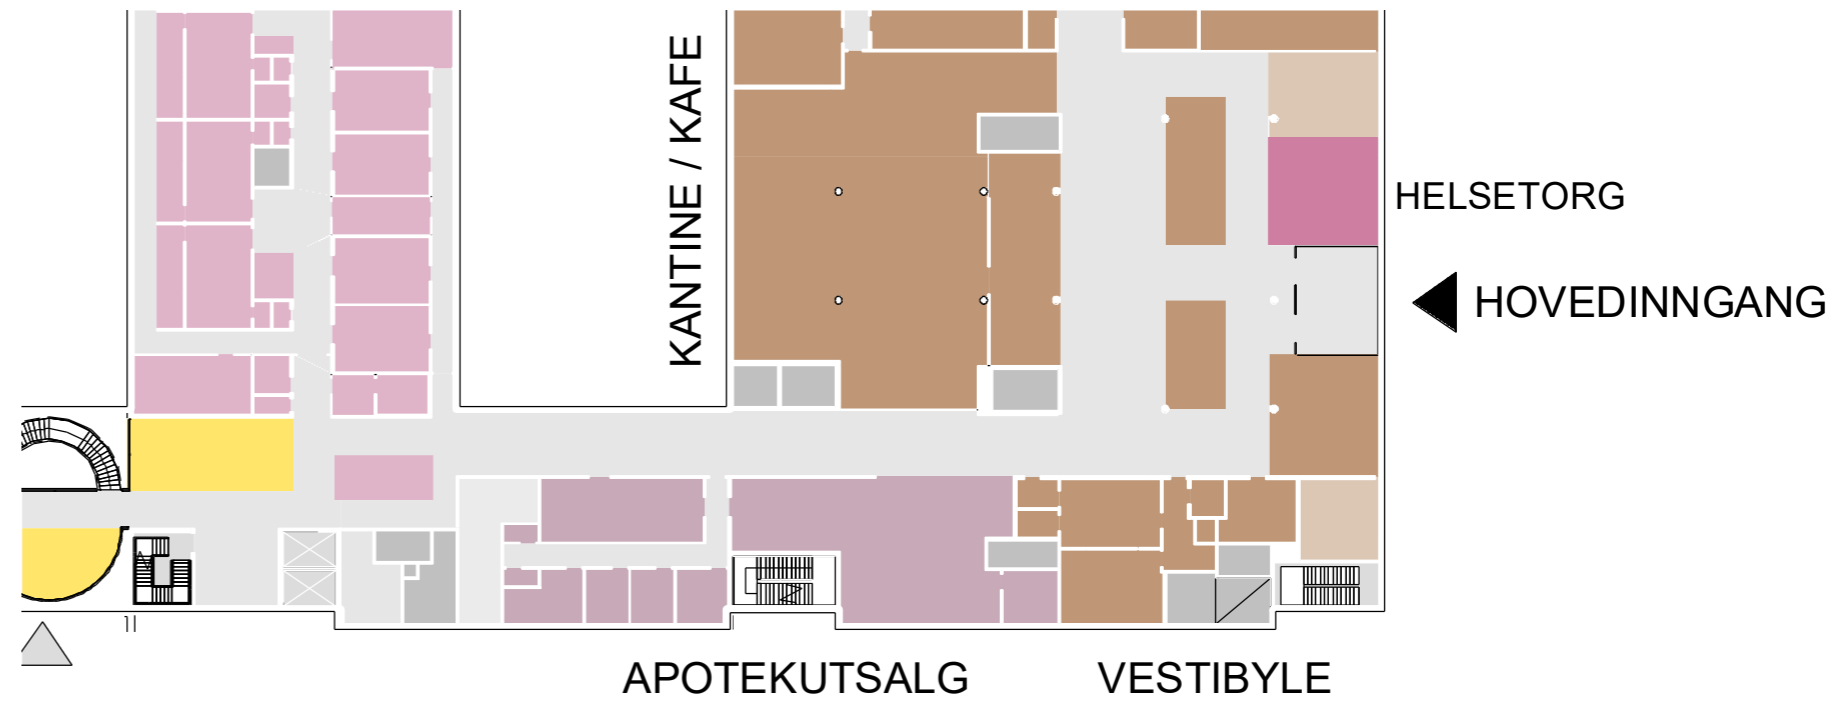 KANTINE / KAFE
HELSETORG
HOVEDINNGANG
APOTEKUTSALG
VESTIBYLE